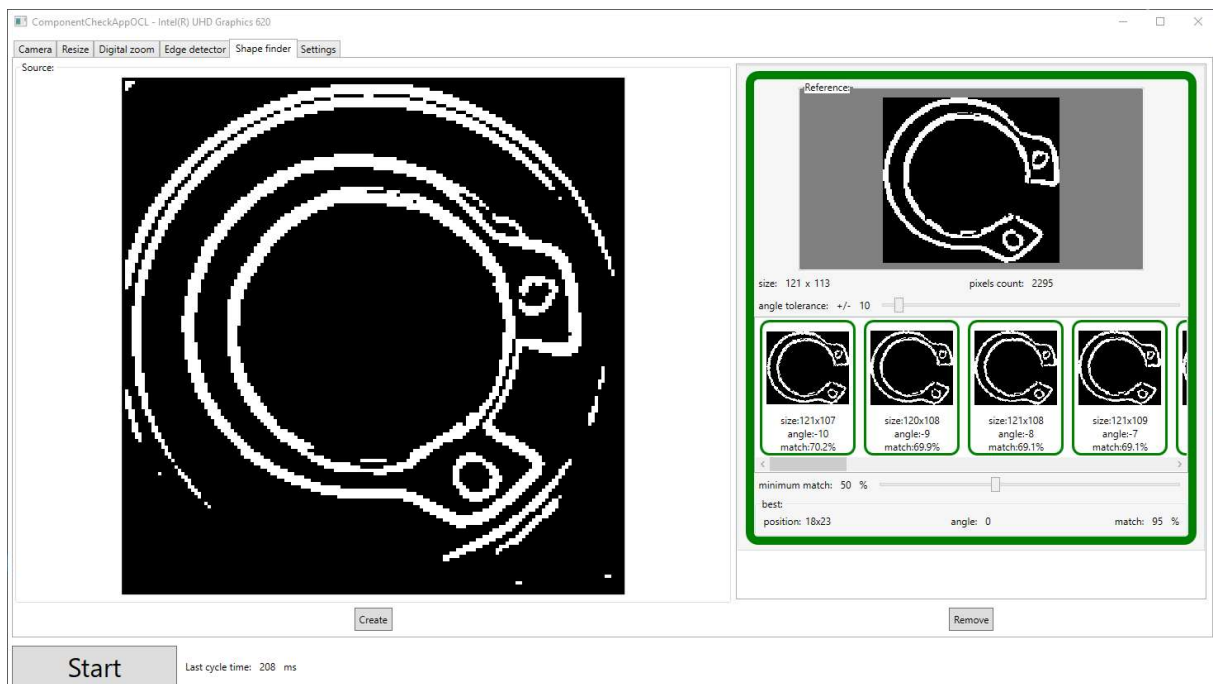 ComponentCheckAppOCL - Intel(R) UHD Graphics 620
Camera Resize Digital zoom Edge detector Shape finder Settings
Source:
Reference:
size: 121 x 113 pixels count: 2295
angle tolerance: +/- 10
size:121x107 size:120x108 size:121x108 size:121x109
angle:-10 angle:-9 angle:-8 angle:-7
match:70.2% match:69.9% match:69.1% match:69.1%
minimum match: 50 %
best:
position: 18x23 angle: 0 match: 95 %
Create Remove
Start Last cycle time: 208 ms